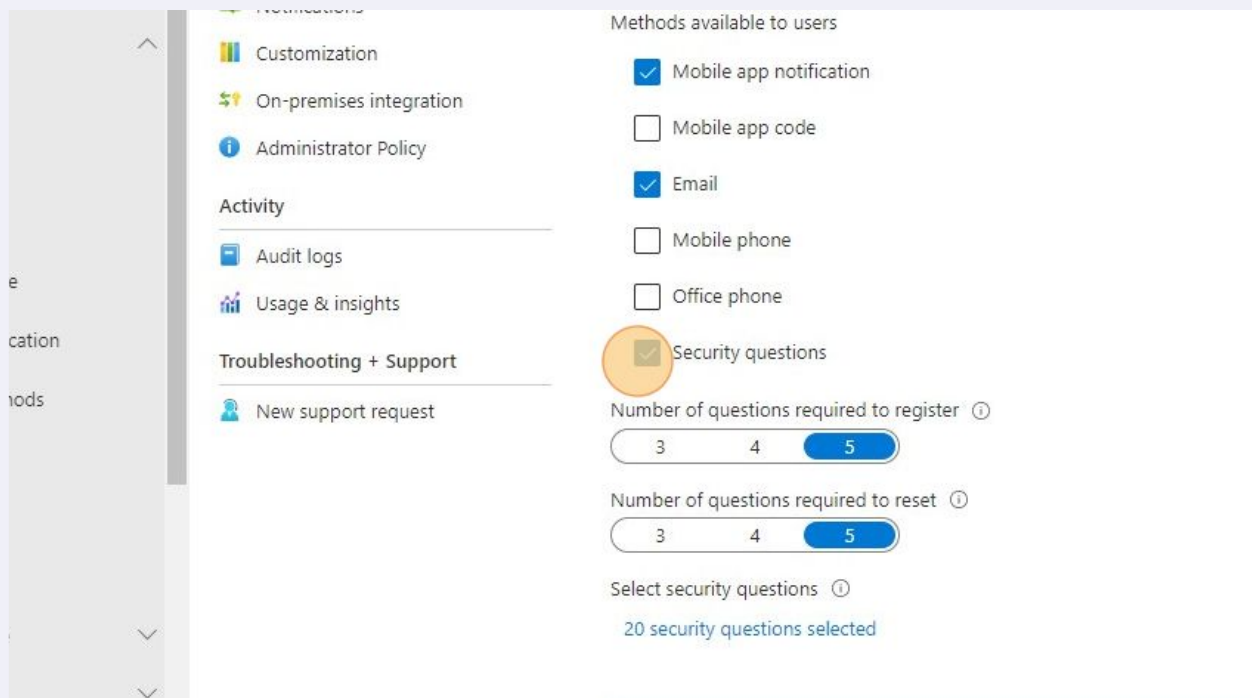 Customization
On-premises integration
Administrator Policy
Activity
Audit logs
Usage & insights
Troubleshooting + Support
New support request
e
cation
Methods available to users
Mobile app notification
Mobile app code
Email
Mobile phone
Office phone
Security questions
Number of questions required to register
3 4 5
Number of questions required to reset
3 4 5
Select security questions
20 security questions selected